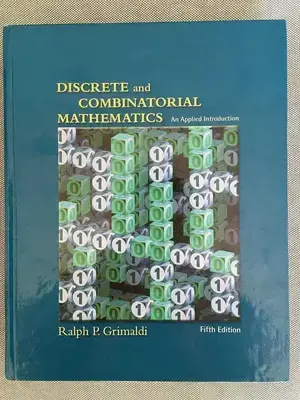 DISCRETE and
COMBINATORIAL
MATHEMATICS An Applied Introduction
Ralph P. Grimaldi Fifth Edition